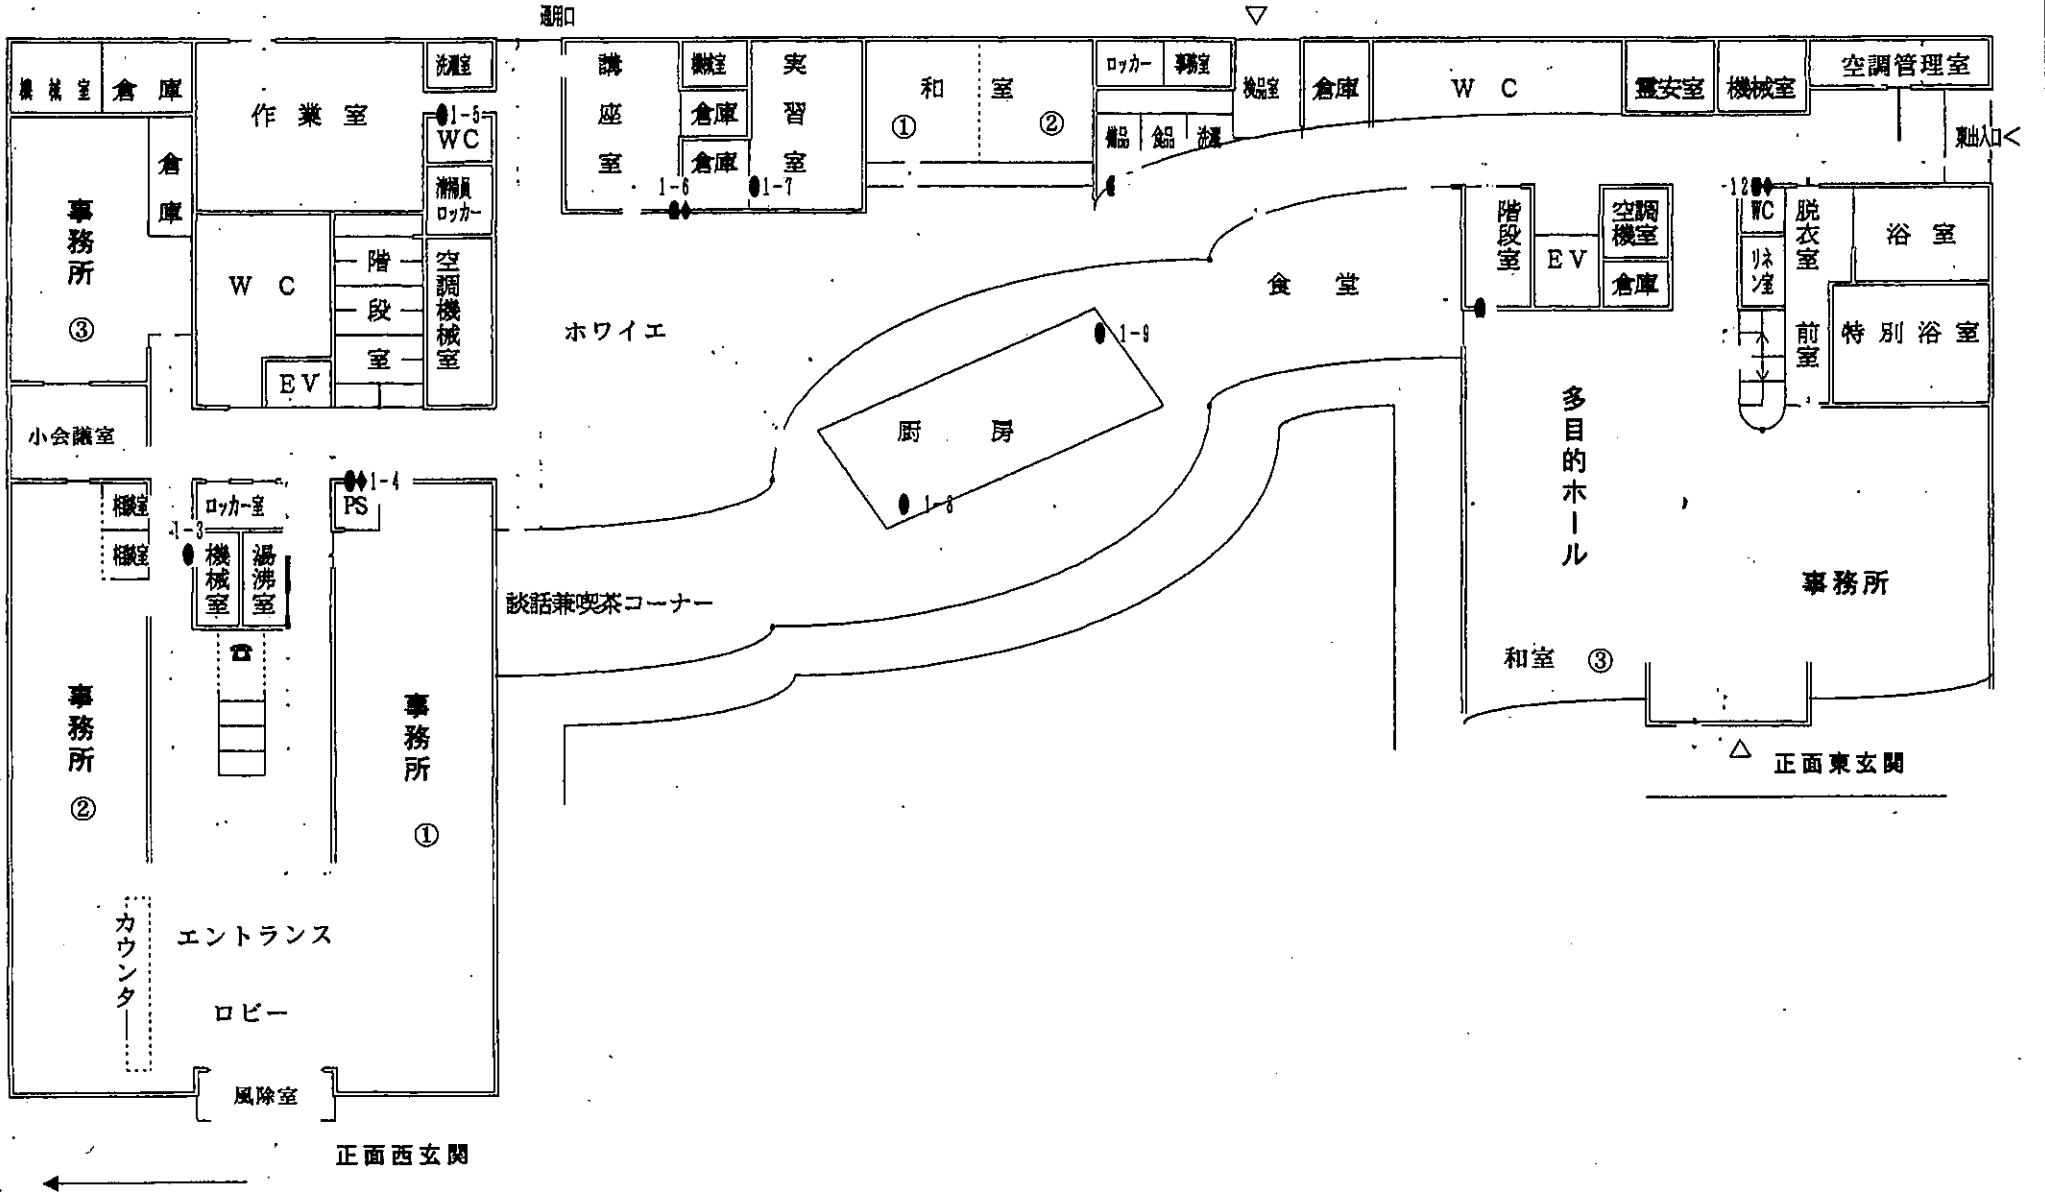 通用口
▽
機械室
倉庫
作業室
洗濯室
講座室
機械室
実習室
和室
①
②
ロッカー
事務室
検品室
倉庫
WC
霊安室
機械室
空調管理室
1-5
WC
倉庫
倉庫
備品
食品
洗濯
東出入口<
倉庫
清掃員
ロッカー
1-6
1-7
事務所
③
WC
階段室
空調機械室
EV
ホワイエ
食堂
階段室
EV
空調
機室
倉庫
-12
WC
リネン室
脱衣室
浴室
前室
特別浴室
1-9
厨房
1-8
多目的ホール
小会議室
相談室
相談室
ロッカー室
1-4
PS
1-3
機械室
湯沸室
☎
談話兼喫茶コーナー
事務所
和室 ③
事務所
②
事務所
①
△
正面東玄関
カウンター
エントランス
ロビー
風除室
正面西玄関